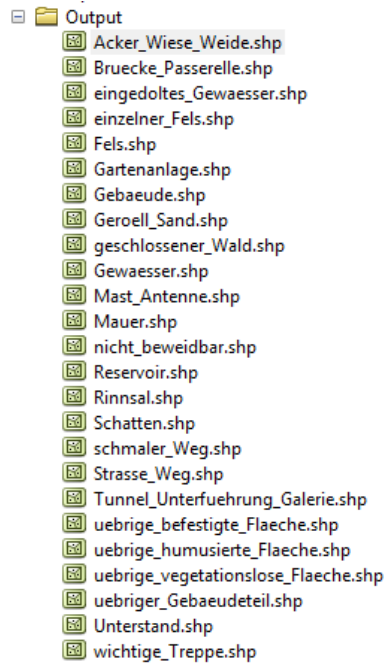 Output
Acker_Wiese_Weide.shp
Bruecke_Passerelle.shp
eingedoltes_Gewaesser.shp
einzelner_Fels.shp
Fels.shp
Gartenanlage.shp
Gebaeude.shp
Geroell_Sand.shp
geschlossener_Wald.shp
Gewaesser.shp
Mast_Antenne.shp
Mauer.shp
nicht_beweidbar.shp
Reservoir.shp
Rinnsal.shp
Schatten.shp
schmaler_Weg.shp
Strasse_Weg.shp
Tunnel_Unterfuehrung_Galerie.shp
uebrige_befestigte_Flaeche.shp
uebrige_humusierte_Flaeche.shp
uebrige_vegetationslose_Flaeche.shp
uebriger_Gebaeudeteil.shp
Unterstand.shp
wichtige_Treppe.shp